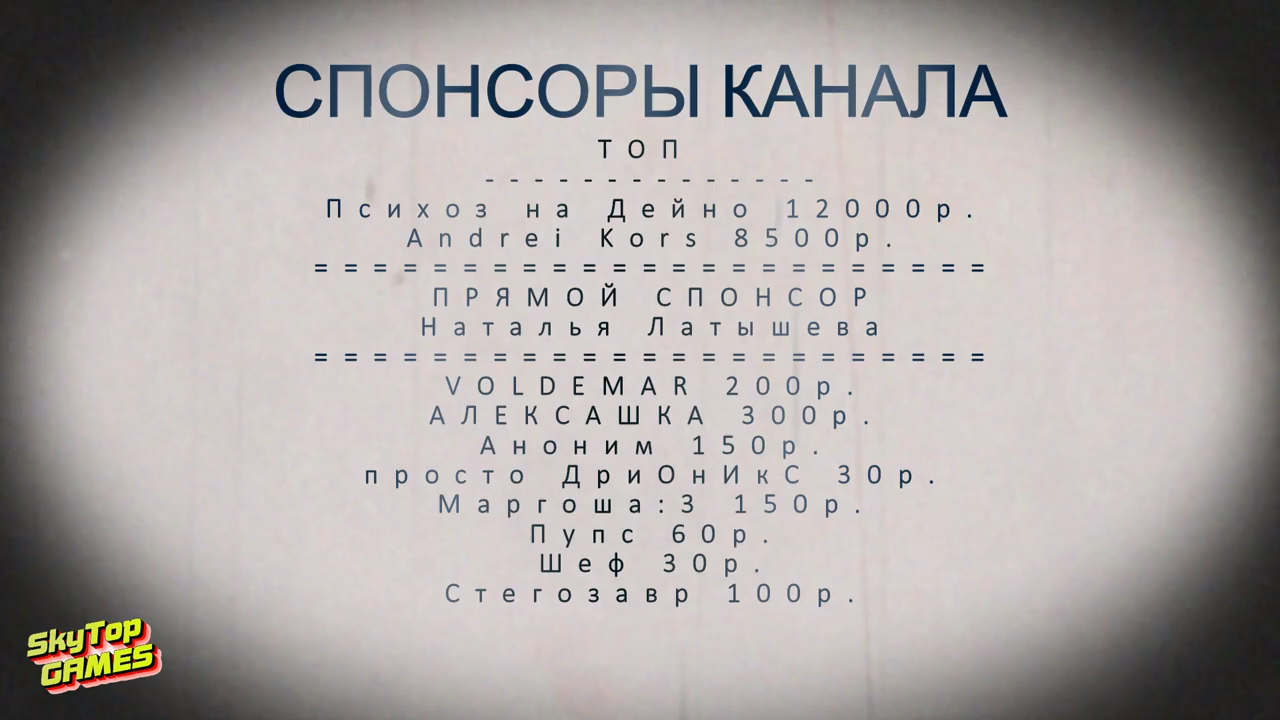 СПОНСОРЫ КАНАЛА
ТОП
--------------
Психоз на Дейно 12000р.
Andrei Kors 8500р.
=======================
ПРЯМОЙ СПОНСОР
Наталья Латышева
=======================
VOLDEMAR 200р.
АЛЕКСАШКА 300р.
Аноним 150р.
просто ДриОнИкС 30р.
Маргоша:3 150р.
Пупс 60р.
Шеф 30р.
Стегозавр 100р.
SkyTop
GAMES